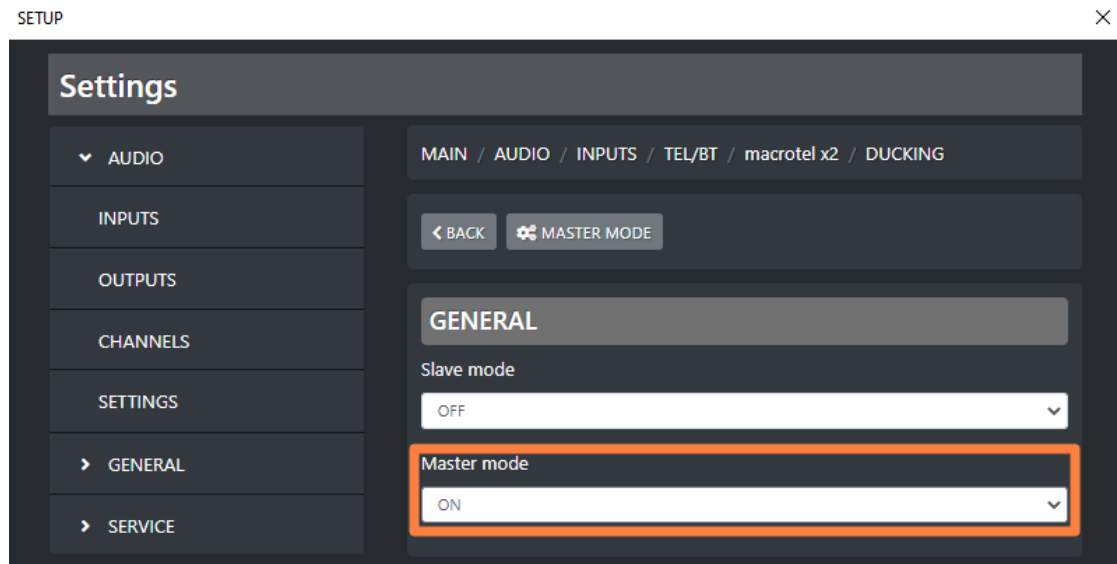 SETUP
Settings
AUDIO
INPUTS
OUTPUTS
CHANNELS
SETTINGS
GENERAL
SERVICE
MAIN / AUDIO / INPUTS / TEL/BT / macrotel x2 / DUCKING
BACK MASTER MODE
GENERAL
Slave mode
OFF
Master mode
ON